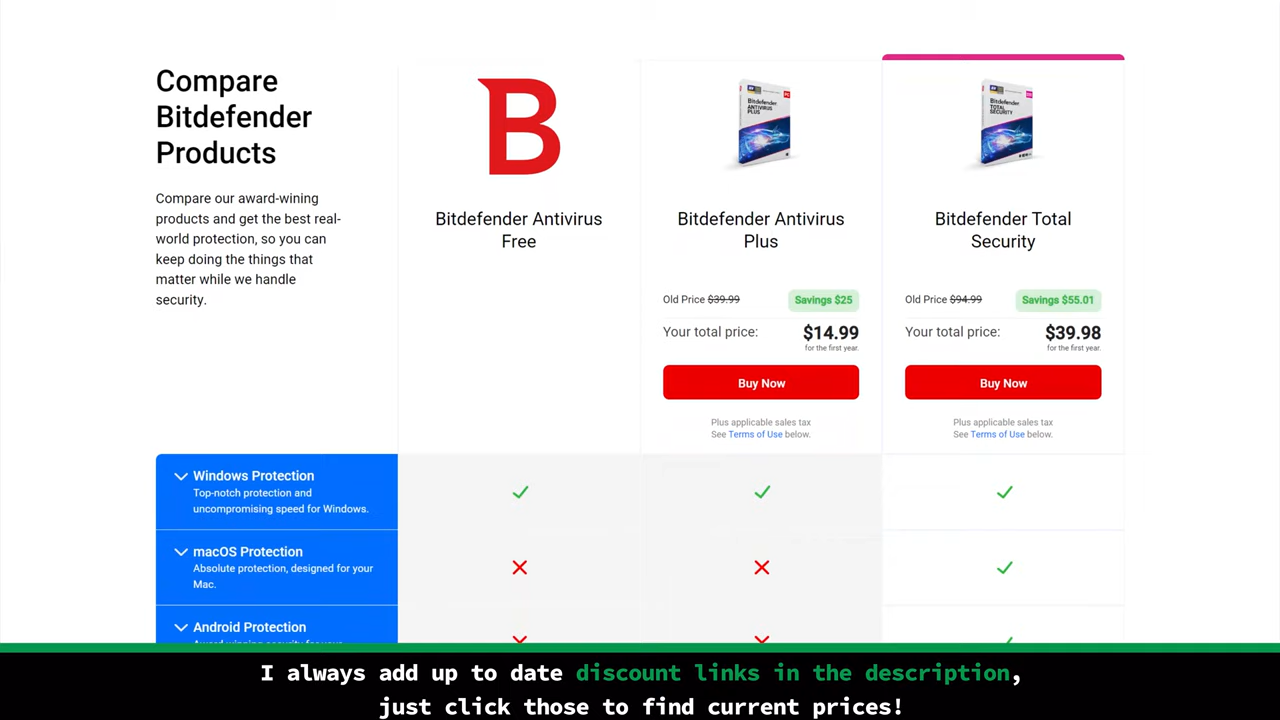 Compare
Bitdefender
Products
Compare our award-wining
products and get the best real-
world protection, so you can
keep doing the things that
matter while we handle
security.
B
Bitdefender Antivirus
Free
Bitdefender
ANTIVIRUS
PLUS
Bitdefender Antivirus
Plus
Old Price $39.99
Savings $25
Your total price:
$14.99
for the first year.
Buy Now
Plus applicable sales tax
See Terms of Use below.
Bitdefender
TOTAL
SECURITY
Bitdefender Total
Security
Old Price $94.99
Savings $55.01
Your total price:
$39.98
for the first year.
Buy Now
Plus applicable sales tax
See Terms of Use below.
Windows Protection
Top-notch protection and
uncompromising speed for Windows.
macOS Protection
Absolute protection, designed for your
Mac.
Android Protection
I always add up to date discount links in the description,
just click those to find current prices!